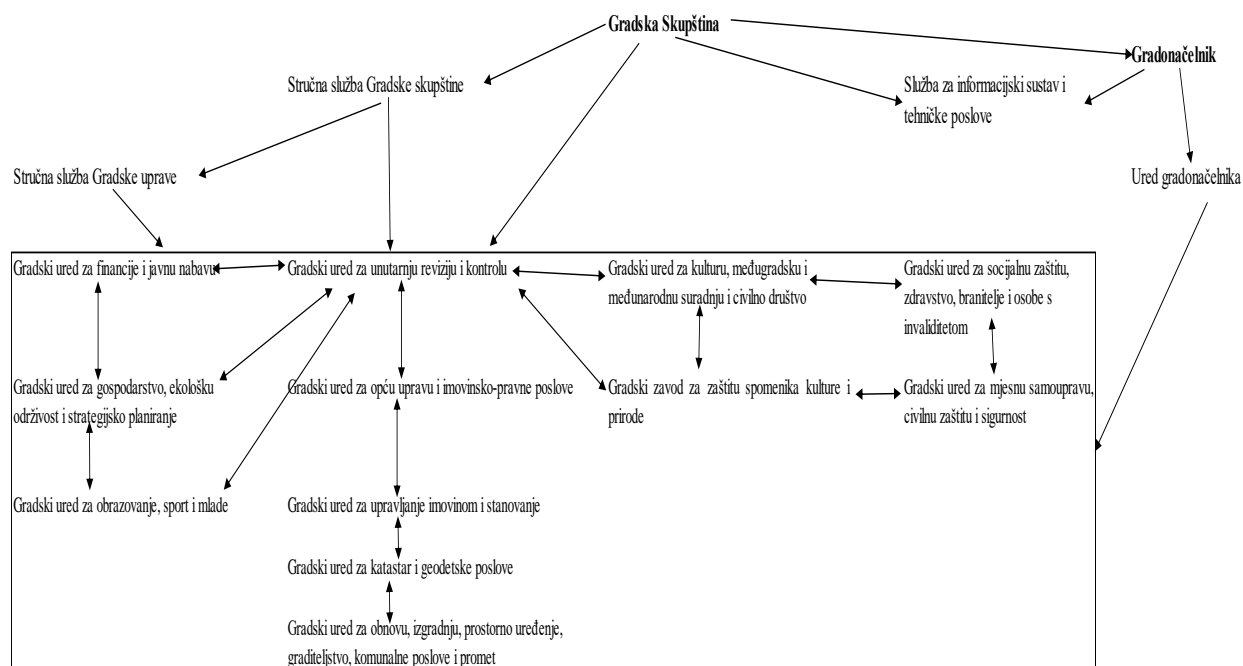 Gradska Skupština
Gradonačelnik
Stručna služba Gradske skupštine
Služba za informacijski sustav i
tehničke poslove
Stručna služba Gradske uprave
Ured gradonačelnika
Gradski ured za financije i javnu nabavu
Gradski ured za unutarnju reviziju i kontrolu
Gradski ured za kulturu, međugradsku i
međunarodnu suradnju i civilno društvo
Gradski ured za socijalnu zaštitu,
zdravstvo, branitelje i osobe s
invaliditetom
Gradski ured za gospodarstvo, ekološku
održivost i strategijsko planiranje
Gradski ured za opću upravu i imovinsko-pravne poslove
Gradski zavod za zaštitu spomenika kulture i
prirode
Gradski ured za mjesnu samoupravu,
civilnu zaštitu i sigurnost
Gradski ured za obrazovanje, sport i mlade
Gradski ured za upravljanje imovinom i stanovanje
Gradski ured za katastar i geodetske poslove
Gradski ured za obnovu, izgradnju, prostorno uređenje,
graditeljstvo, komunalne poslove i promet